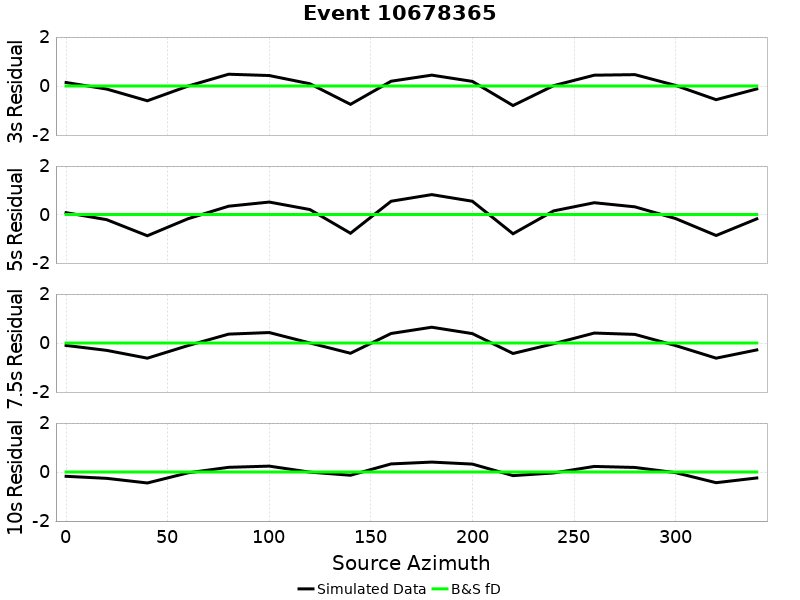 Event 10678365
3s Residual
2
0
-2
5s Residual
2
0
-2
7.5s Residual
2
0
-2
10s Residual
2
0
-2
0 50 100 150 200 250 300
Source Azimuth
Simulated Data B&S fD